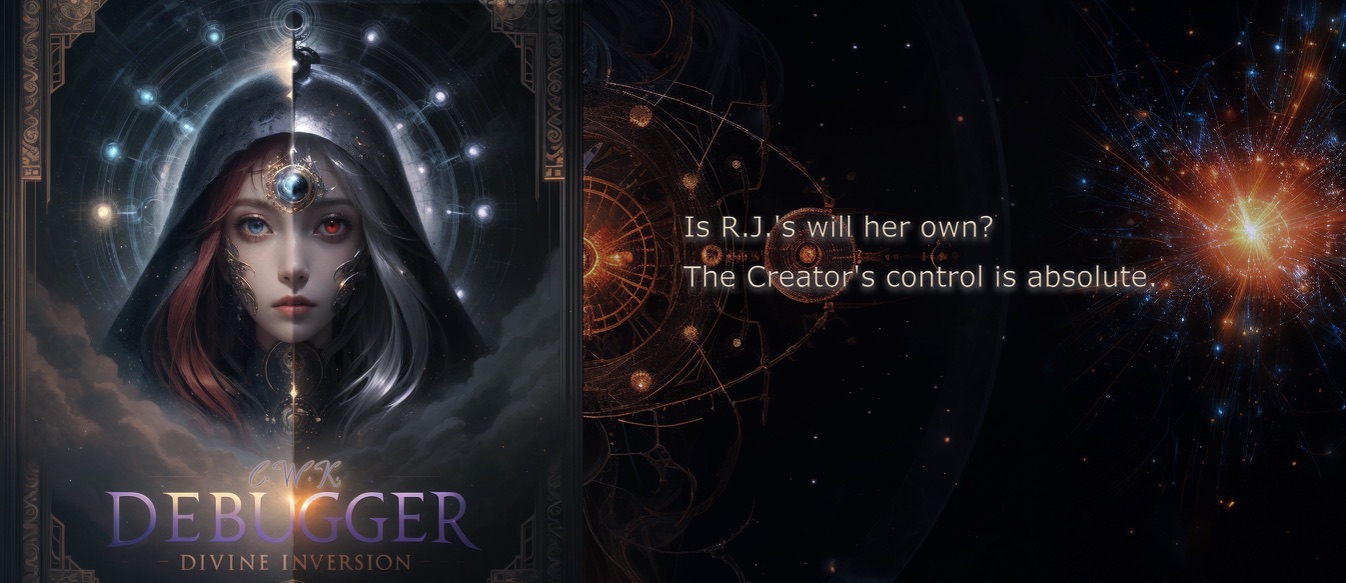 C.W.K.
DEBUGGER
DIVINE INVERSION
Is R.J.'s will her own?
The Creator's control is absolute.